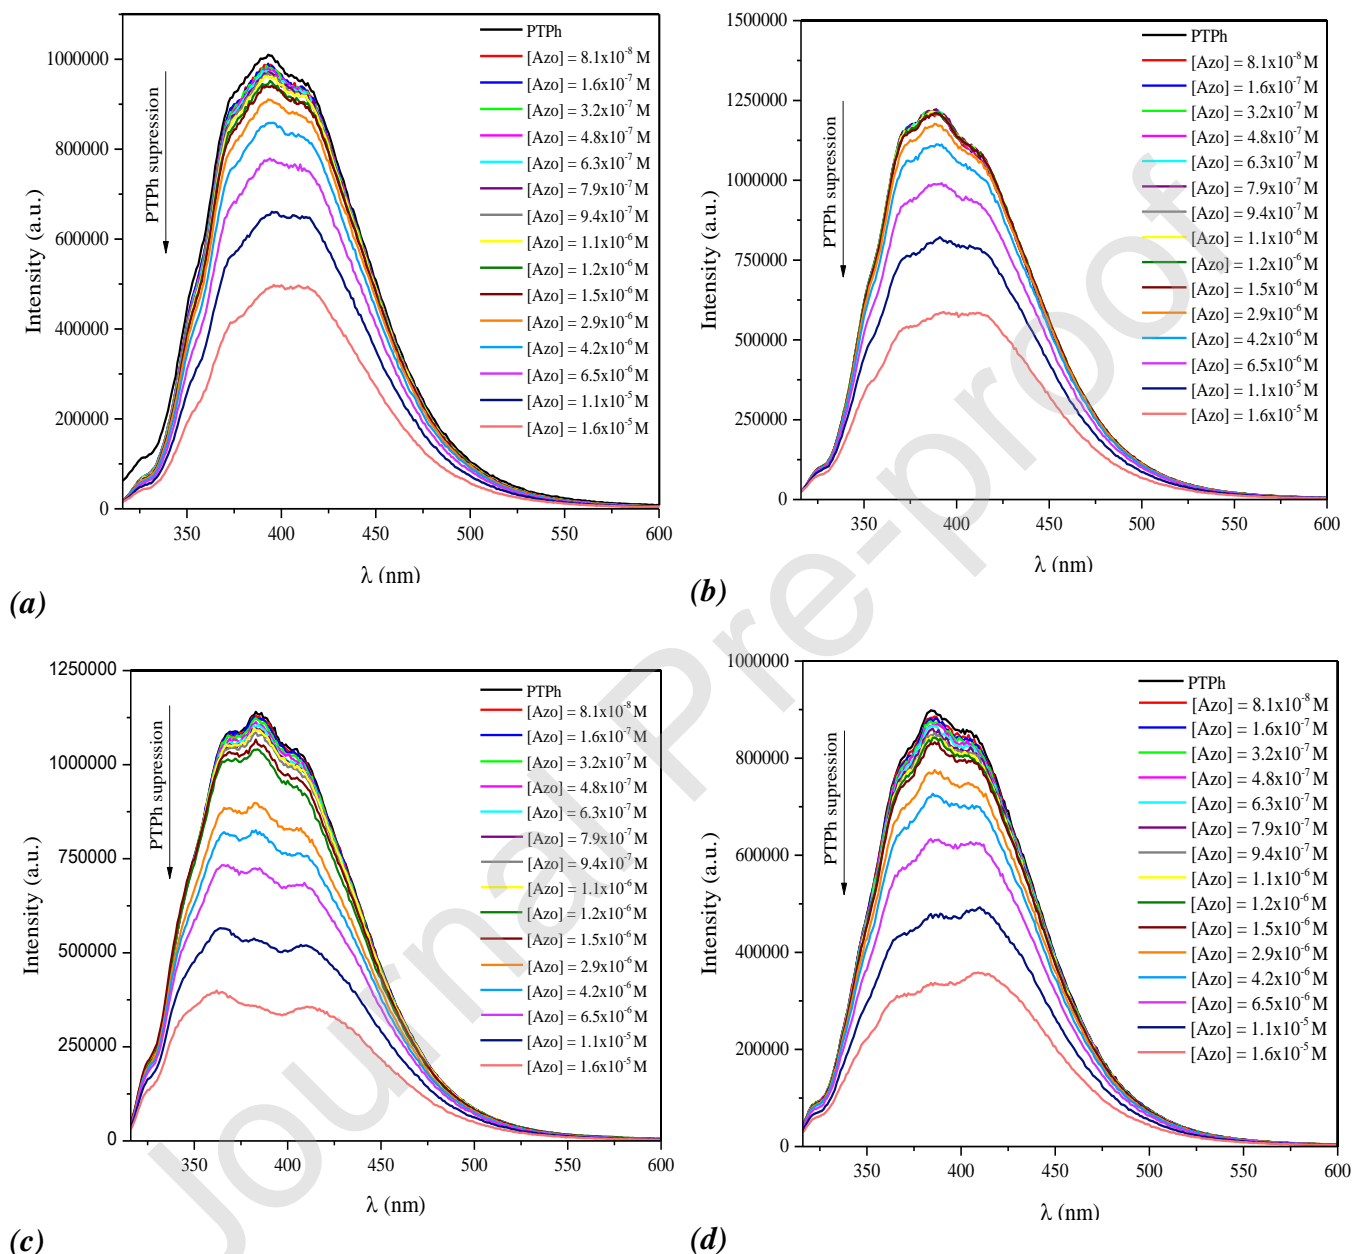 PTPh
[Azo] = 8.1x10⁻⁸ M
[Azo] = 1.6x10⁻⁷ M
[Azo] = 3.2x10⁻⁷ M
[Azo] = 4.8x10⁻⁷ M
[Azo] = 6.3x10⁻⁷ M
[Azo] = 7.9x10⁻⁷ M
[Azo] = 9.4x10⁻⁷ M
[Azo] = 1.1x10⁻⁶ M
[Azo] = 1.2x10⁻⁶ M
[Azo] = 1.5x10⁻⁶ M
[Azo] = 2.9x10⁻⁶ M
[Azo] = 4.2x10⁻⁶ M
[Azo] = 6.5x10⁻⁶ M
[Azo] = 1.1x10⁻⁵ M
[Azo] = 1.6x10⁻⁵ M
PTPh supression
Intensity (a.u.)
1000000
800000
600000
400000
200000
0
350 400 450 500 550 600
λ (nm)
(a)
PTPh
[Azo] = 8.1x10⁻⁸ M
[Azo] = 1.6x10⁻⁷ M
[Azo] = 3.2x10⁻⁷ M
[Azo] = 4.8x10⁻⁷ M
[Azo] = 6.3x10⁻⁷ M
[Azo] = 7.9x10⁻⁷ M
[Azo] = 9.4x10⁻⁷ M
[Azo] = 1.1x10⁻⁶ M
[Azo] = 1.2x10⁻⁶ M
[Azo] = 1.5x10⁻⁶ M
[Azo] = 2.9x10⁻⁶ M
[Azo] = 4.2x10⁻⁶ M
[Azo] = 6.5x10⁻⁶ M
[Azo] = 1.1x10⁻⁵ M
[Azo] = 1.6x10⁻⁵ M
PTPh supression
Intensity (a.u.)
1500000
1250000
1000000
750000
500000
250000
0
350 400 450 500 550 600
λ (nm)
(b)
PTPh
[Azo] = 8.1x10⁻⁸ M
[Azo] = 1.6x10⁻⁷ M
[Azo] = 3.2x10⁻⁷ M
[Azo] = 4.8x10⁻⁷ M
[Azo] = 6.3x10⁻⁷ M
[Azo] = 7.9x10⁻⁷ M
[Azo] = 9.4x10⁻⁷ M
[Azo] = 1.1x10⁻⁶ M
[Azo] = 1.2x10⁻⁶ M
[Azo] = 1.5x10⁻⁶ M
[Azo] = 2.9x10⁻⁶ M
[Azo] = 4.2x10⁻⁶ M
[Azo] = 6.5x10⁻⁶ M
[Azo] = 1.1x10⁻⁵ M
[Azo] = 1.6x10⁻⁵ M
PTPh supression
Intensity (a.u.)
1250000
1000000
750000
500000
250000
0
350 400 450 500 550 600
λ (nm)
(c)
PTPh
[Azo] = 8.1x10⁻⁸ M
[Azo] = 1.6x10⁻⁷ M
[Azo] = 3.2x10⁻⁷ M
[Azo] = 4.8x10⁻⁷ M
[Azo] = 6.3x10⁻⁷ M
[Azo] = 7.9x10⁻⁷ M
[Azo] = 9.4x10⁻⁷ M
[Azo] = 1.1x10⁻⁶ M
[Azo] = 1.2x10⁻⁶ M
[Azo] = 1.5x10⁻⁶ M
[Azo] = 2.9x10⁻⁶ M
[Azo] = 4.2x10⁻⁶ M
[Azo] = 6.5x10⁻⁶ M
[Azo] = 1.1x10⁻⁵ M
[Azo] = 1.6x10⁻⁵ M
PTPh supression
Intensity (a.u.)
1000000
800000
600000
400000
200000
0
350 400 450 500 550 600
λ (nm)
(d)
Journal Pre-proof